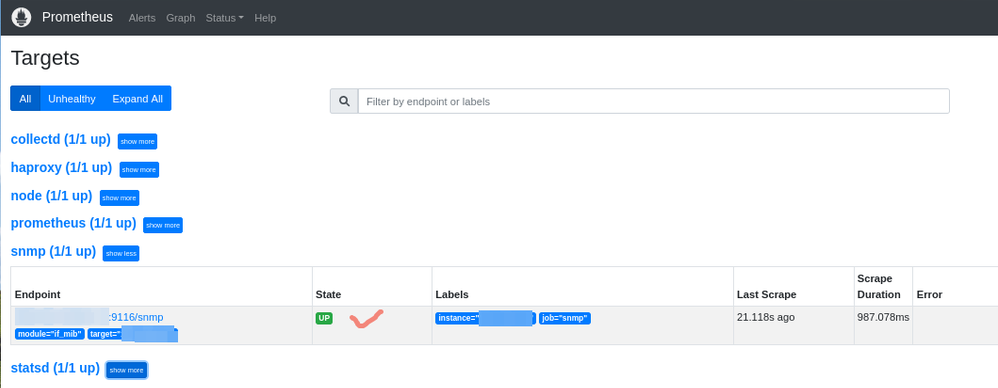 Prometheus Alerts Graph Status Help
Targets
All Unhealthy Expand All
Filter by endpoint or labels
collectd (1/1 up) show more
haproxy (1/1 up) show more
node (1/1 up) show more
prometheus (1/1 up) show more
snmp (1/1 up) show less
Endpoint State Labels Last Scrape Scrape Duration Error
:9116/snmp UP instance=" job="snmp" 21.118s ago 987.078ms
module="if_mib" target="
statsd (1/1 up) show more